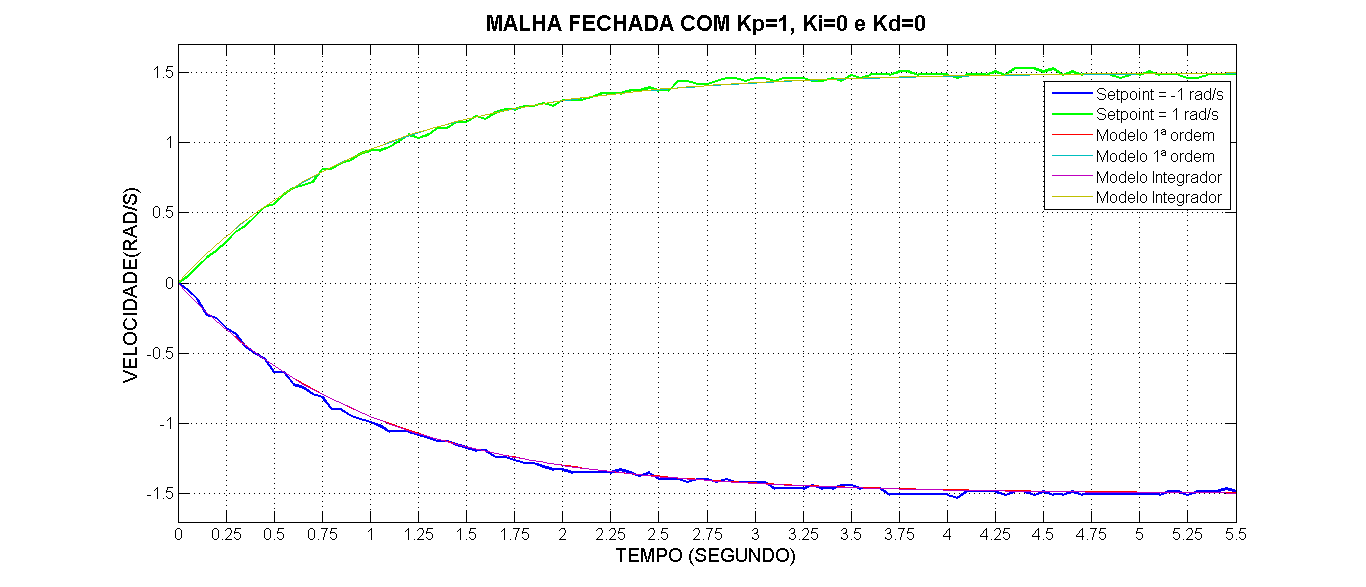 MALHA FECHADA COM Kp=1, Ki=0 e Kd=0
VELOCIDADE(RAD/S)
1.5
1
0.5
0
-0.5
-1
-1.5
Setpoint = -1 rad/s
Setpoint = 1 rad/s
Modelo 1ª ordem
Modelo 1ª ordem
Modelo Integrador
Modelo Integrador
0 0.25 0.5 0.75 1 1.25 1.5 1.75 2 2.25 2.5 2.75 3 3.25 3.5 3.75 4 4.25 4.5 4.75 5 5.25 5.5
TEMPO (SEGUNDO)